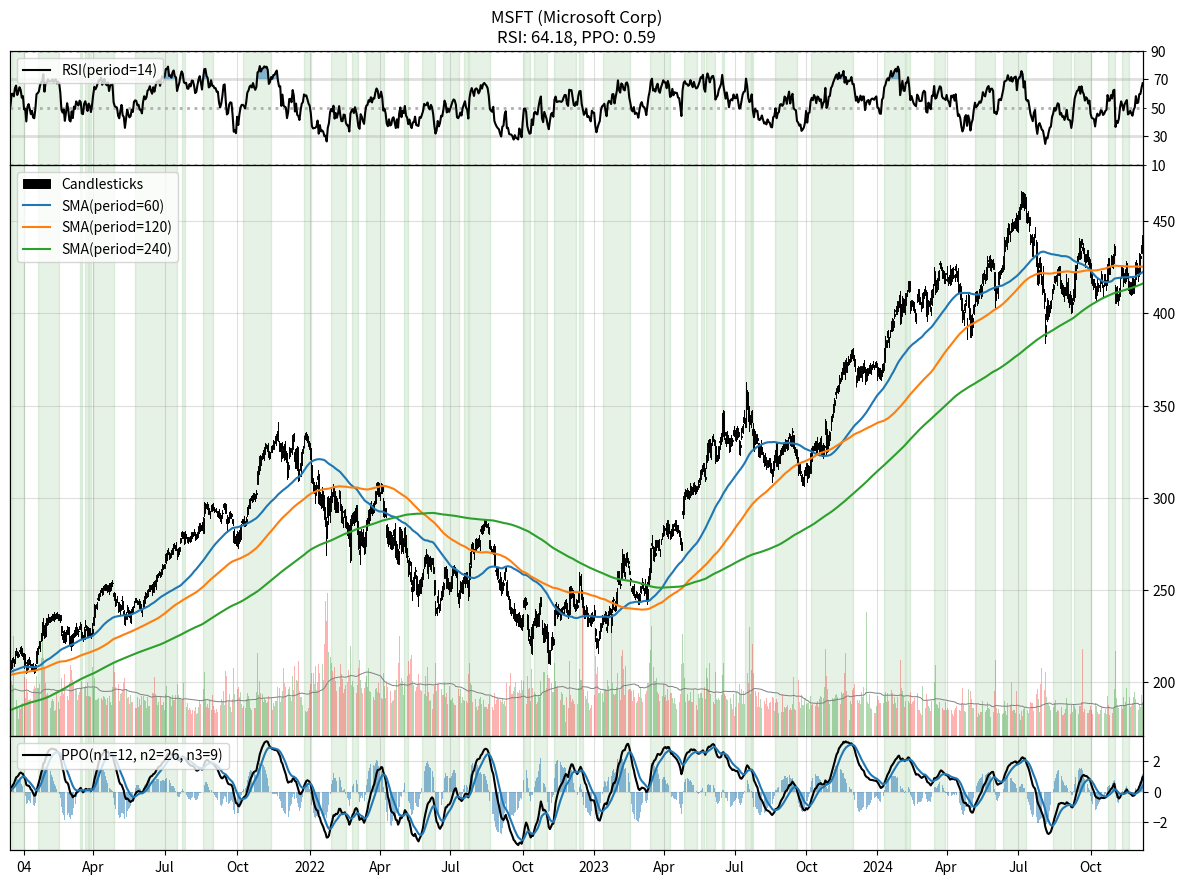 MSFT (Microsoft Corp)
RSI: 64.18, PPO: 0.59
90
RSI(period=14)
70
50
30
10
Candlesticks
SMA(period=60)
SMA(period=120)
SMA(period=240)
450
400
350
300
250
200
PPO(n1=12, n2=26, n3=9)
2
0
−2
04 Apr Jul Oct 2022 Apr Jul Oct 2023 Apr Jul Oct 2024 Apr Jul Oct